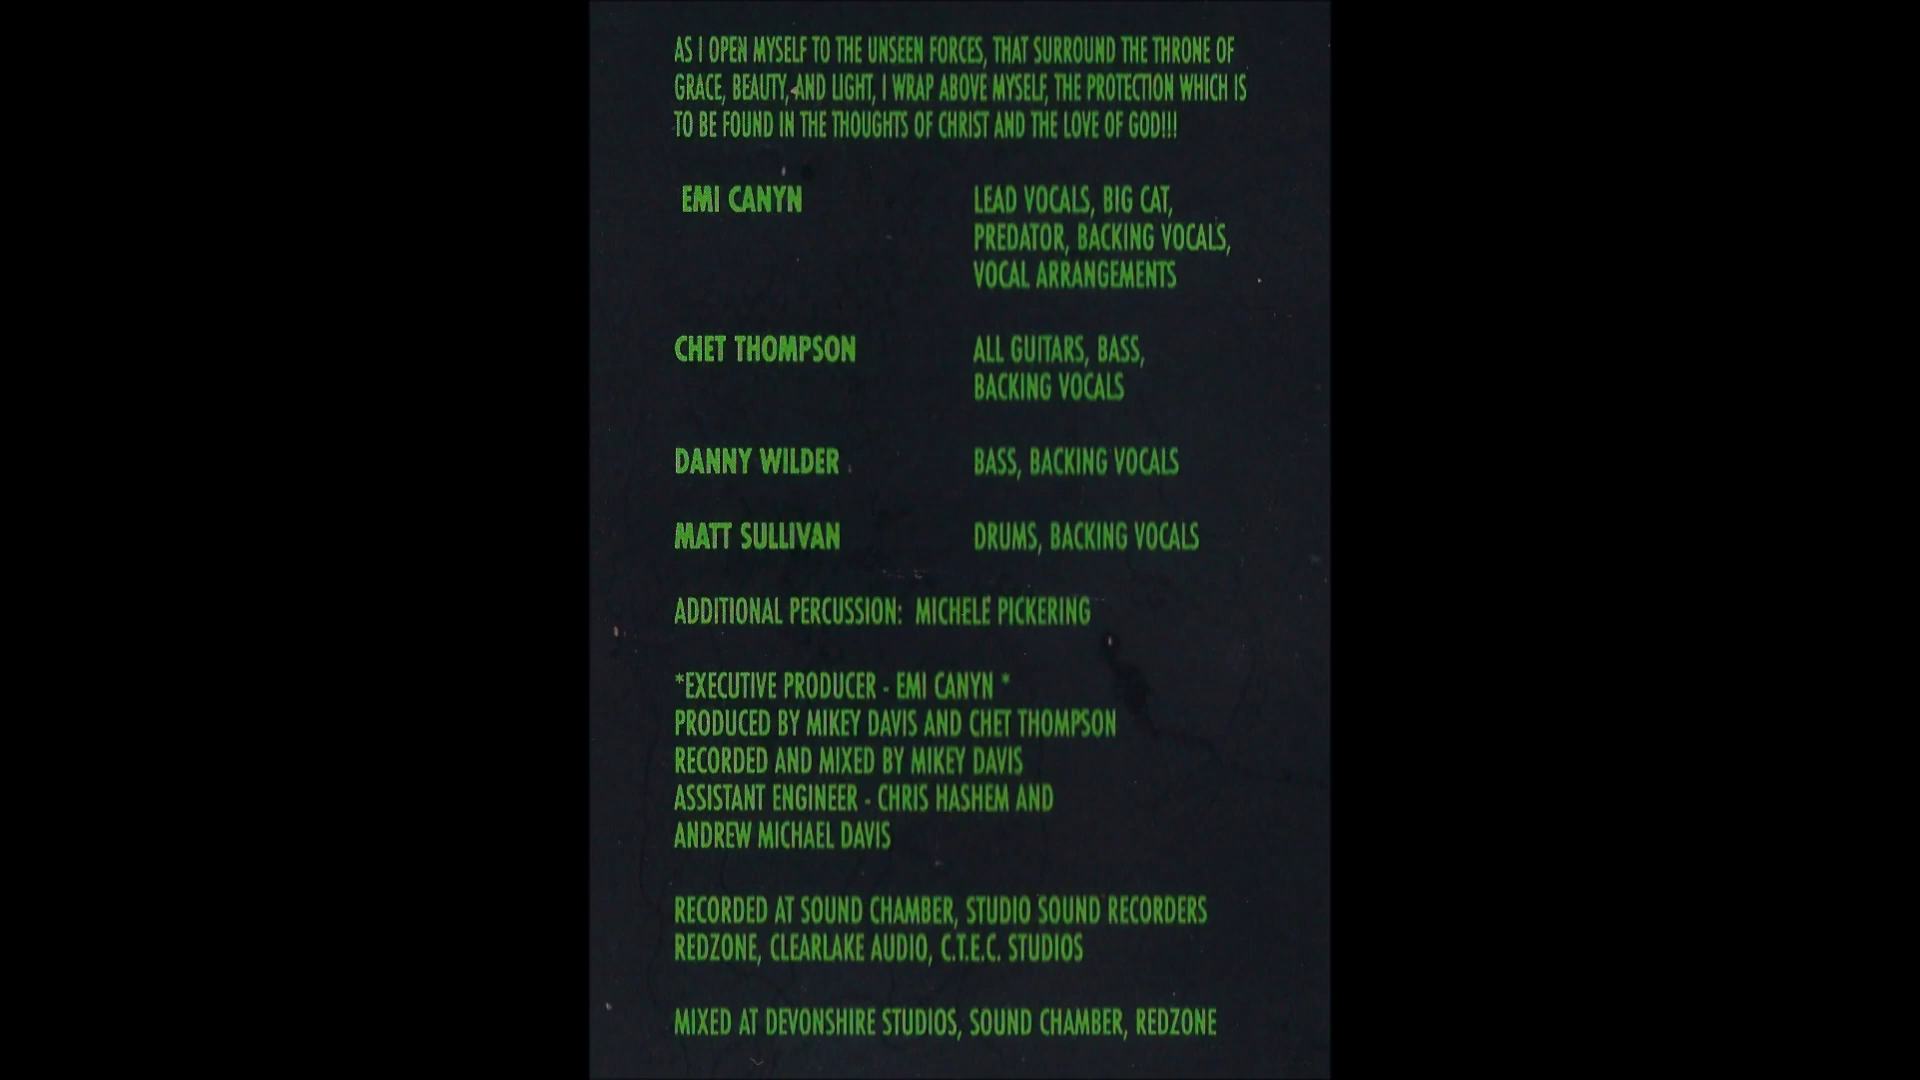 AS I OPEN MYSELF TO THE UNSEEN FORCES, THAT SURROUND THE THRONE OF
GRACE, BEAUTY, AND LIGHT, I WRAP ABOVE MYSELF, THE PROTECTION WHICH IS
TO BE FOUND IN THE THOUGHTS OF CHRIST AND THE LOVE OF GOD!!!
EMI CANYN LEAD VOCALS, BIG CAT,
PREDATOR, BACKING VOCALS,
VOCAL ARRANGEMENTS
CHET THOMPSON ALL GUITARS, BASS,
BACKING VOCALS
DANNY WILDER BASS, BACKING VOCALS
MATT SULLIVAN DRUMS, BACKING VOCALS
ADDITIONAL PERCUSSION: MICHELE PICKERING
*EXECUTIVE PRODUCER - EMI CANYN *
PRODUCED BY MIKEY DAVIS AND CHET THOMPSON
RECORDED AND MIXED BY MIKEY DAVIS
ASSISTANT ENGINEER - CHRIS HASHEM AND
ANDREW MICHAEL DAVIS
RECORDED AT SOUND CHAMBER, STUDIO SOUND RECORDERS
REDZONE, CLEARLAKE AUDIO, C.T.E.C. STUDIOS
MIXED AT DEVONSHIRE STUDIOS, SOUND CHAMBER, REDZONE